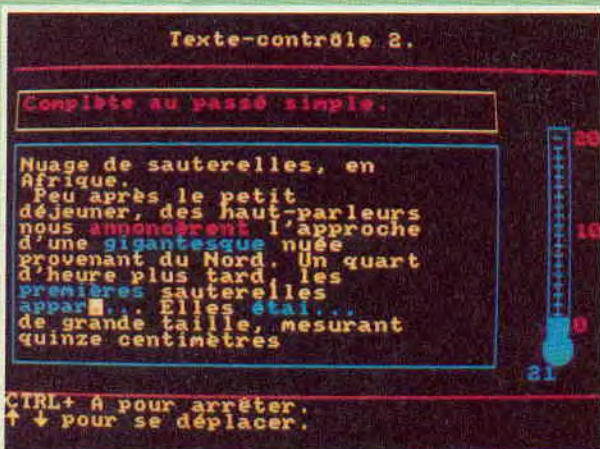 Texte-contrôle 2.
Complète au passé simple.
Nuage de sauterelles, en
Afrique.
Peu après le petit
déjeuner, des haut-parleurs
nous annoncèrent l'approche
d'une gigantesque nuée
provenant du Nord. Un quart
d'heure plus tard, les
premières sauterelles
appar... Elles étai...
de grande taille, mesurant
quinze centimètres
20
10
0
21
CTRL+ A pour arrêter.
↑ ↓ pour se déplacer.